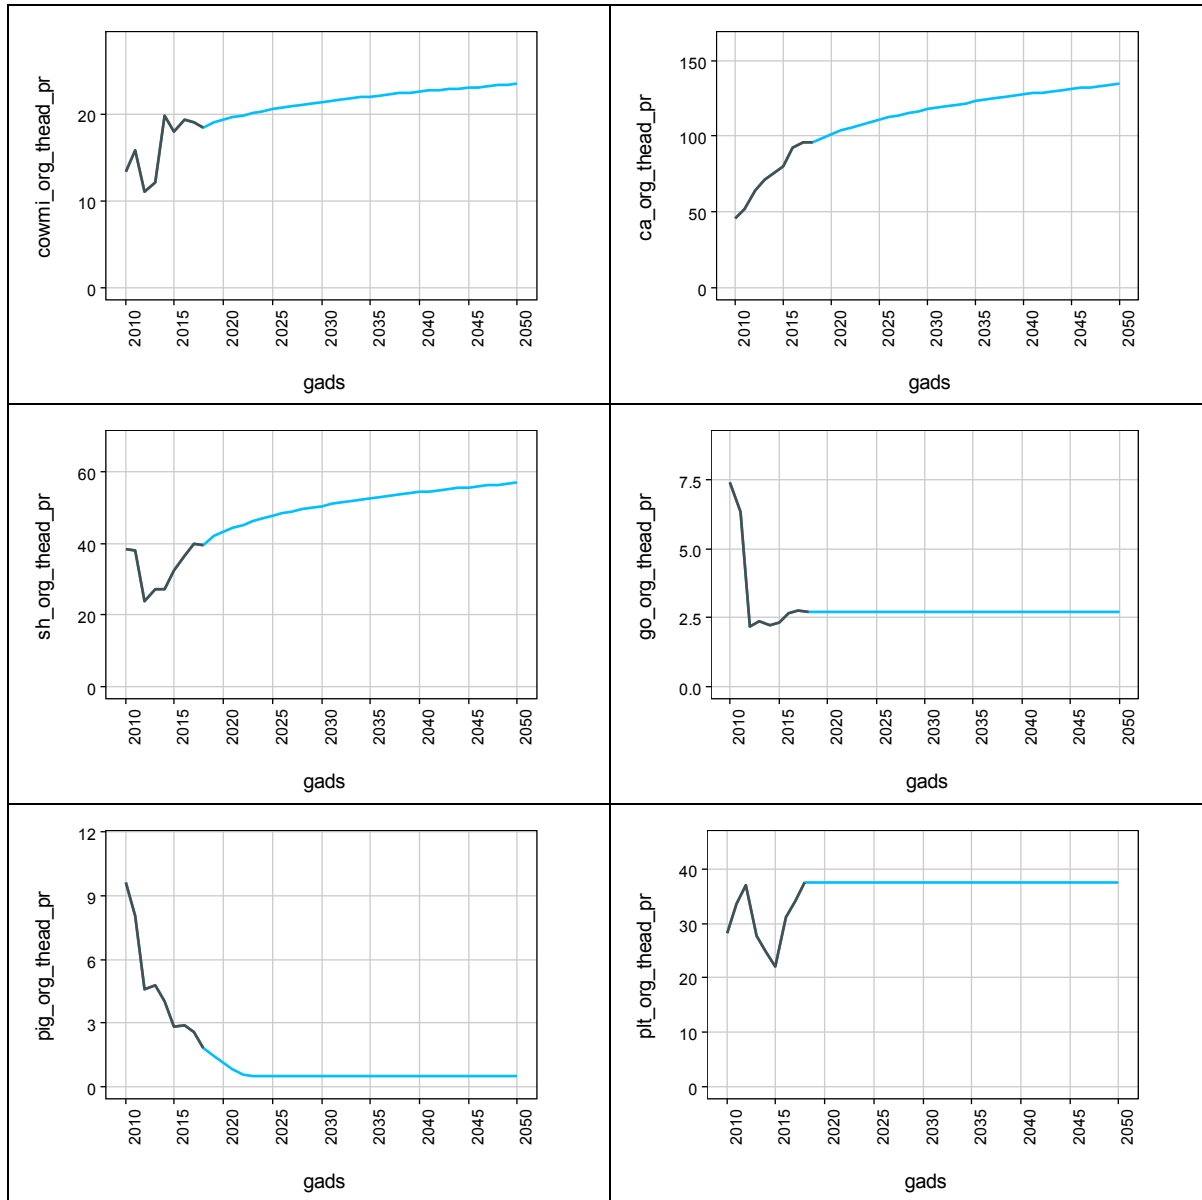 cowmi_org_thead_pr
20
10
0
2010 2015 2020 2025 2030 2035 2040 2045 2050
gads
ca_org_thead_pr
150
100
50
0
2010 2015 2020 2025 2030 2035 2040 2045 2050
gads
sh_org_thead_pr
60
40
20
0
2010 2015 2020 2025 2030 2035 2040 2045 2050
gads
go_org_thead_pr
7.5
5.0
2.5
0.0
2010 2015 2020 2025 2030 2035 2040 2045 2050
gads
pig_org_thead_pr
12
9
6
3
0
2010 2015 2020 2025 2030 2035 2040 2045 2050
gads
plt_org_thead_pr
40
30
20
10
0
2010 2015 2020 2025 2030 2035 2040 2045 2050
gads